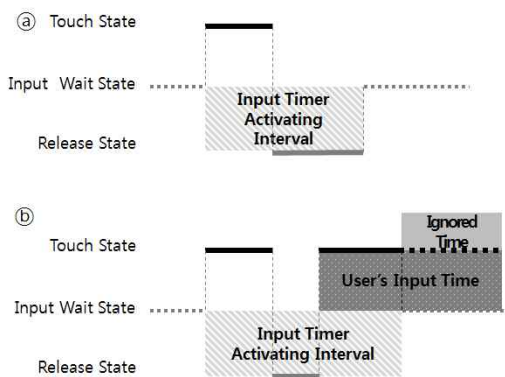 ⓐ Touch State
Input Wait State
Input Timer
Activating
Interval
Release State
ⓑ
Ignored
Time
Touch State
User's Input Time
Input Wait State
Input Timer
Activating Interval
Release State